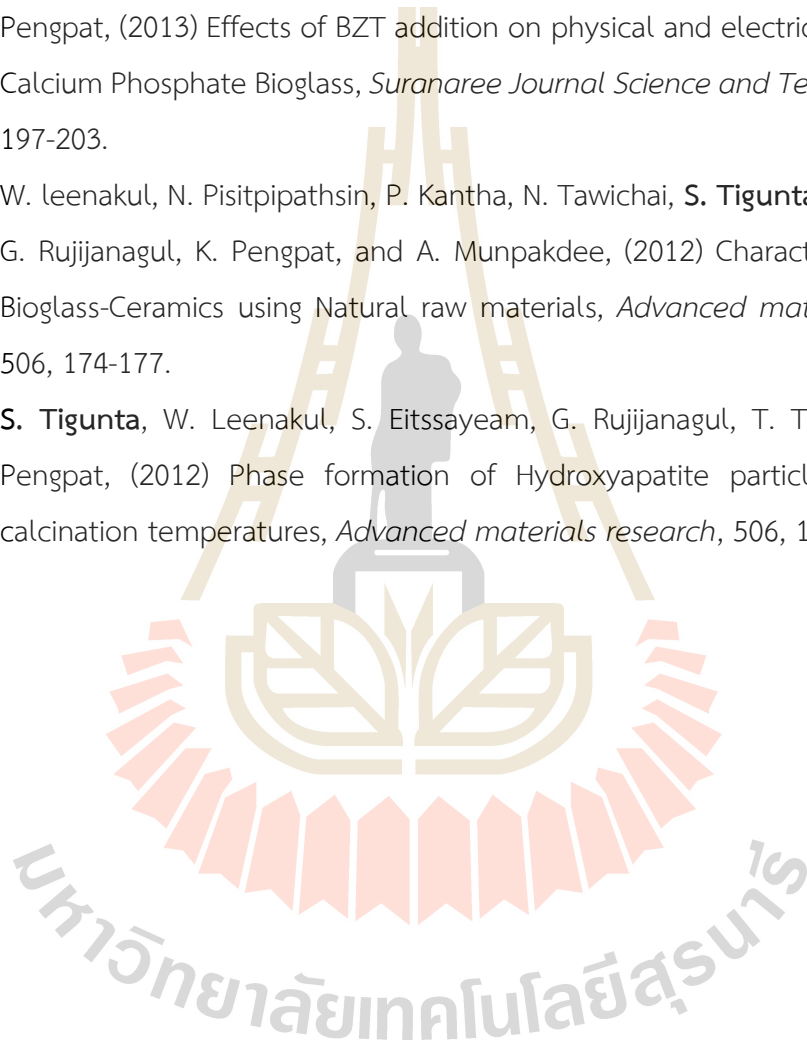 Pengpat, (2013) Effects of BZT addition on physical and electric
Calcium Phosphate Bioglass, Suranaree Journal Science and Te
197-203.
W. leenakul, N. Pisitpipathsin, P. Kantha, N. Tawichai, S. Tigunta
G. Rujijanagul, K. Pengpat, and A. Munpakdee, (2012) Charact
Bioglass-Ceramics using Natural raw materials, Advanced mat
506, 174-177.
S. Tigunta, W. Leenakul, S. Eitssayeam, G. Rujijanagul, T. T
Pengpat, (2012) Phase formation of Hydroxyapatite particl
calcination temperatures, Advanced materials research, 506, 1
มหาวิทยาลัยเทคโนโลยีสุรนารี